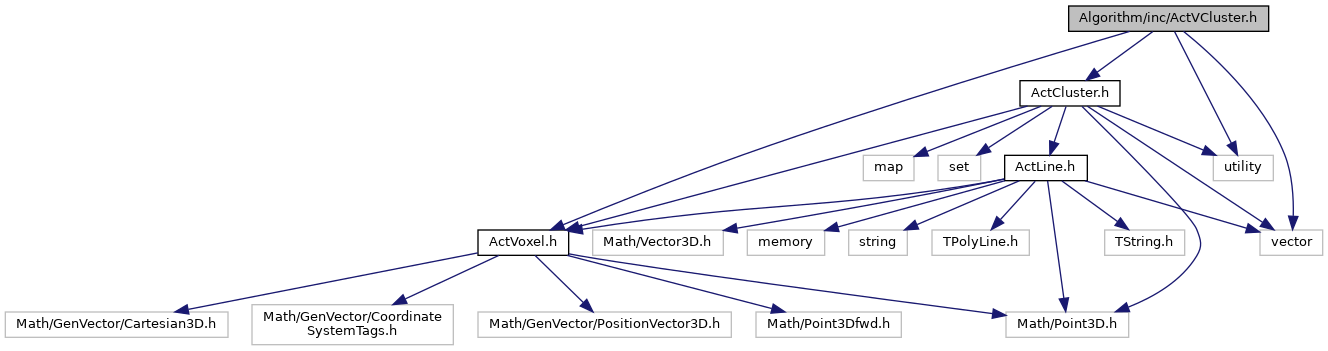 Algorithm/inc/ActVCluster.h
ActCluster.h
map
set
ActLine.h
utility
ActVoxel.h
Math/Vector3D.h
memory
string
TPolyLine.h
TString.h
vector
Math/GenVector/Cartesian3D.h
Math/GenVector/Coordinate
SystemTags.h
Math/GenVector/PositionVector3D.h
Math/Point3Dfwd.h
Math/Point3D.h